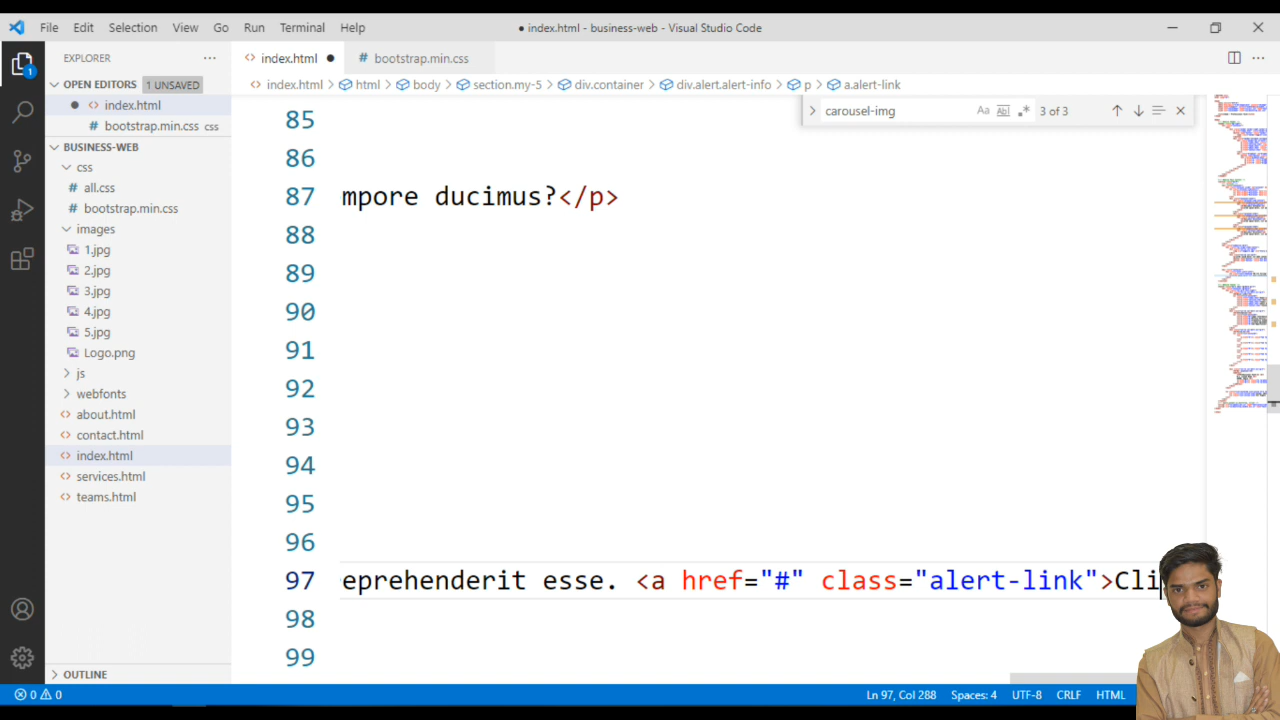 File Edit Selection View Go Run Terminal Help
● index.html - business-web - Visual Studio Code
EXPLORER
index.html
bootstrap.min.css
OPEN EDITORS 1 UNSAVED
index.html > html > body > section.my-5 > div.container > div.alert.alert-info > p > a.alert-link
index.html
bootstrap.min.css css
carousel-img Aa Abl .* 3 of 3
BUSINESS-WEB
css
all.css
bootstrap.min.css
images
1.jpg
2.jpg
3.jpg
4.jpg
5.jpg
Logo.png
js
webfonts
about.html
contact.html
index.html
services.html
teams.html
OUTLINE
85
86
87 mpore ducimus?</p>
88
89
90
91
92
93
94
95
96
97 eprehenderit esse. <a href="#" class="alert-link">Cli
98
99
1
0 0
Ln 97, Col 288 Spaces: 4 UTF-8 CRLF HTML